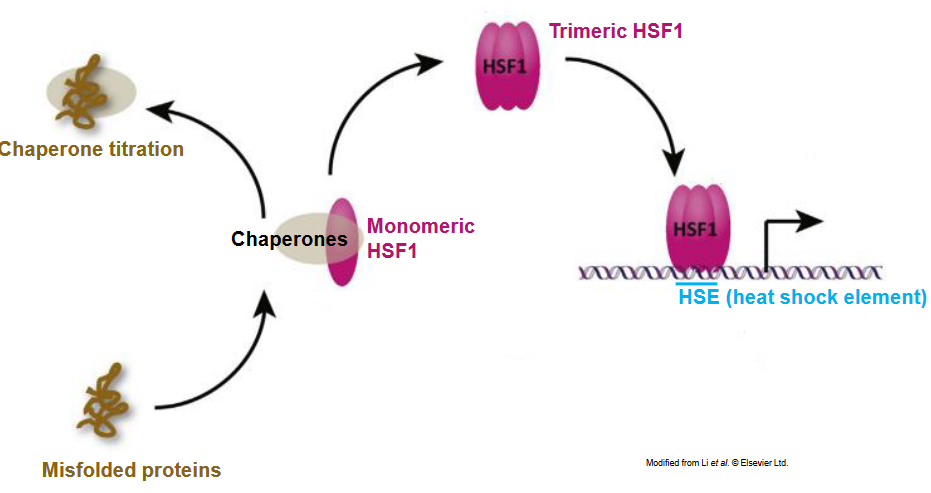 Trimeric HSF1
HSF1
Chaperone titration
Chaperones
Monomeric
HSF1
HSF1
HSE (heat shock element)
Misfolded proteins
Modified from Li et al. © Elsevier Ltd.